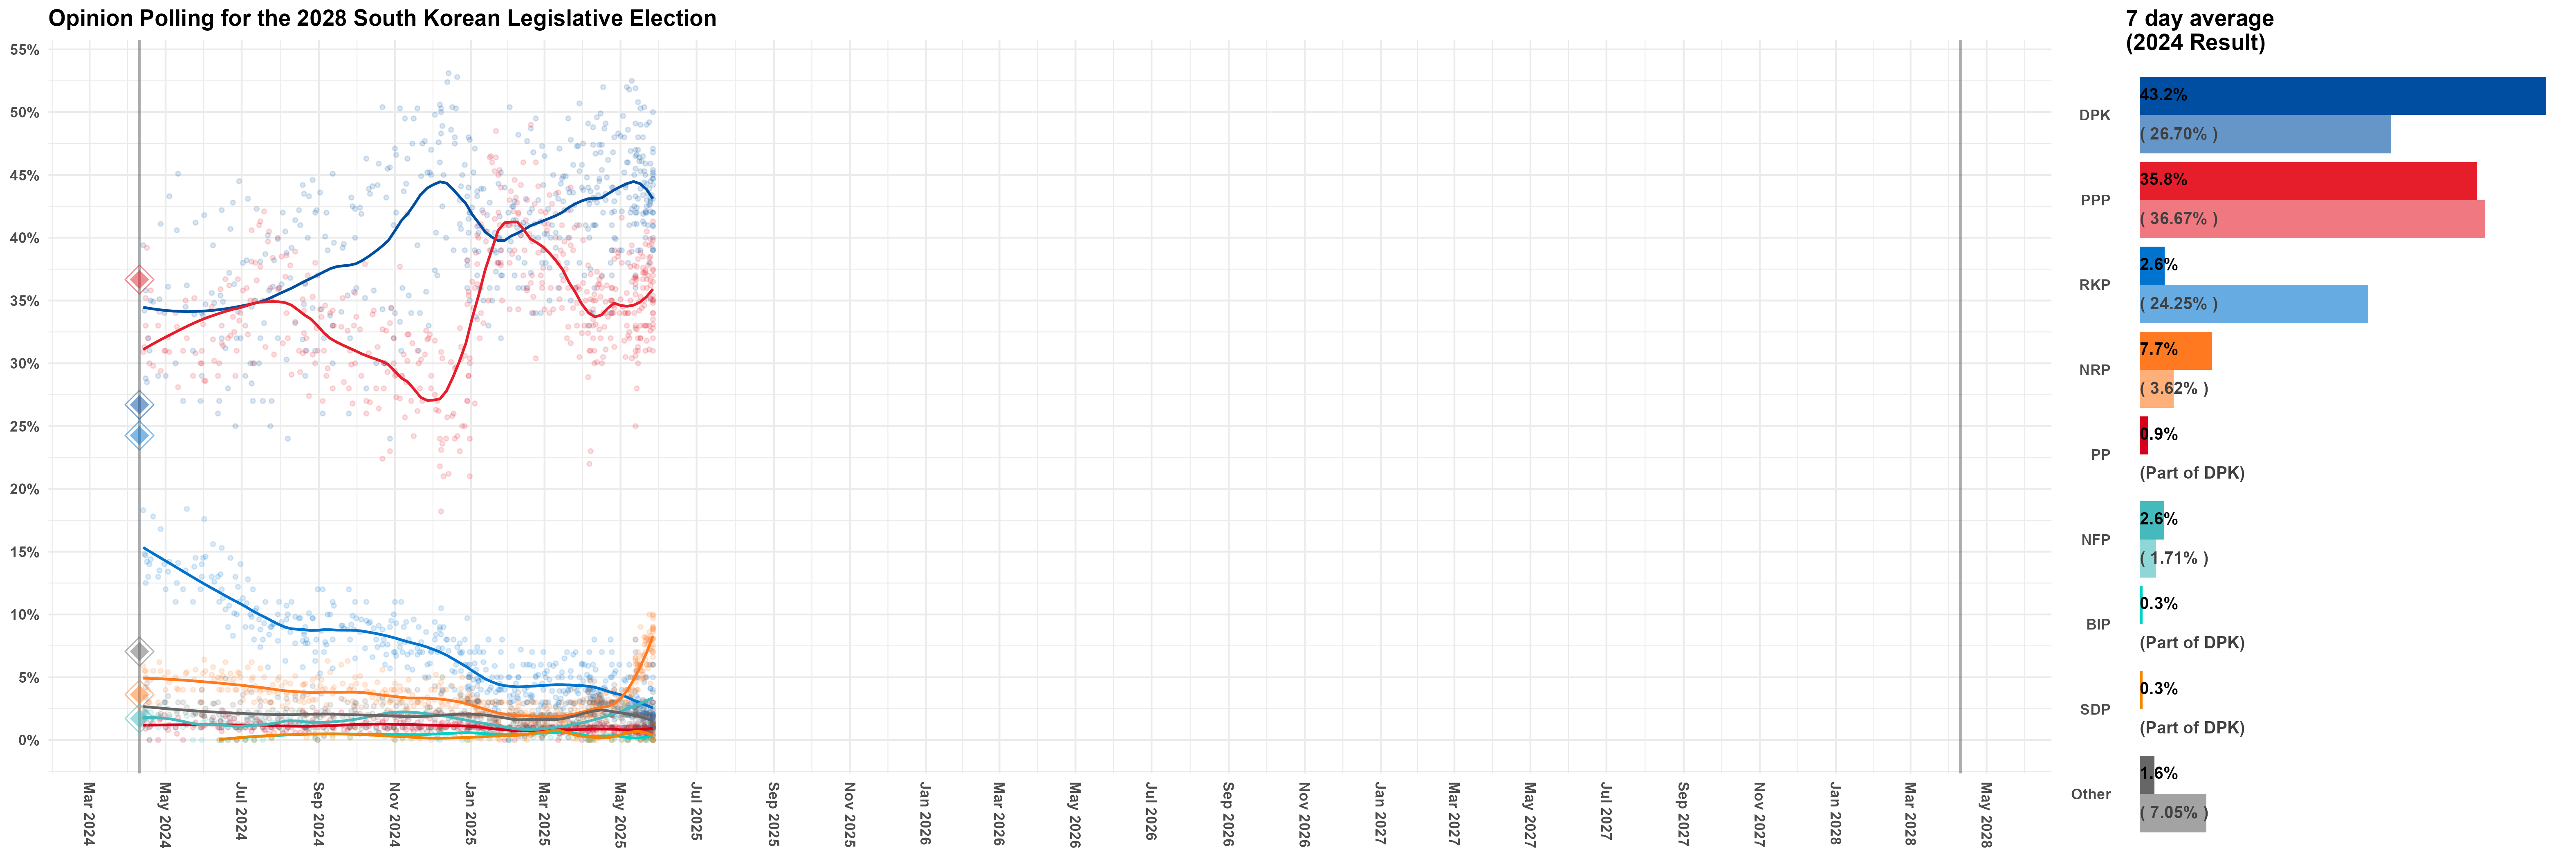 Opinion Polling for the 2028 South Korean Legislative Election
55%
50%
45%
40%
35%
30%
25%
20%
15%
10%
5%
0%
Mar 2024
May 2024
Jul 2024
Sep 2024
Nov 2024
Jan 2025
Mar 2025
May 2025
Jul 2025
Sep 2025
Nov 2025
Jan 2026
Mar 2026
May 2026
Jul 2026
Sep 2026
Nov 2026
Jan 2027
Mar 2027
May 2027
Jul 2027
Sep 2027
Nov 2027
Jan 2028
Mar 2028
May 2028
7 day average
(2024 Result)
DPK
43.2%
( 26.70% )
PPP
35.8%
( 36.67% )
RKP
2.6%
( 24.25% )
NRP
7.7%
( 3.62% )
PP
0.9%
(Part of DPK)
NFP
2.6%
( 1.71% )
BIP
0.3%
(Part of DPK)
SDP
0.3%
(Part of DPK)
Other
1.6%
( 7.05% )